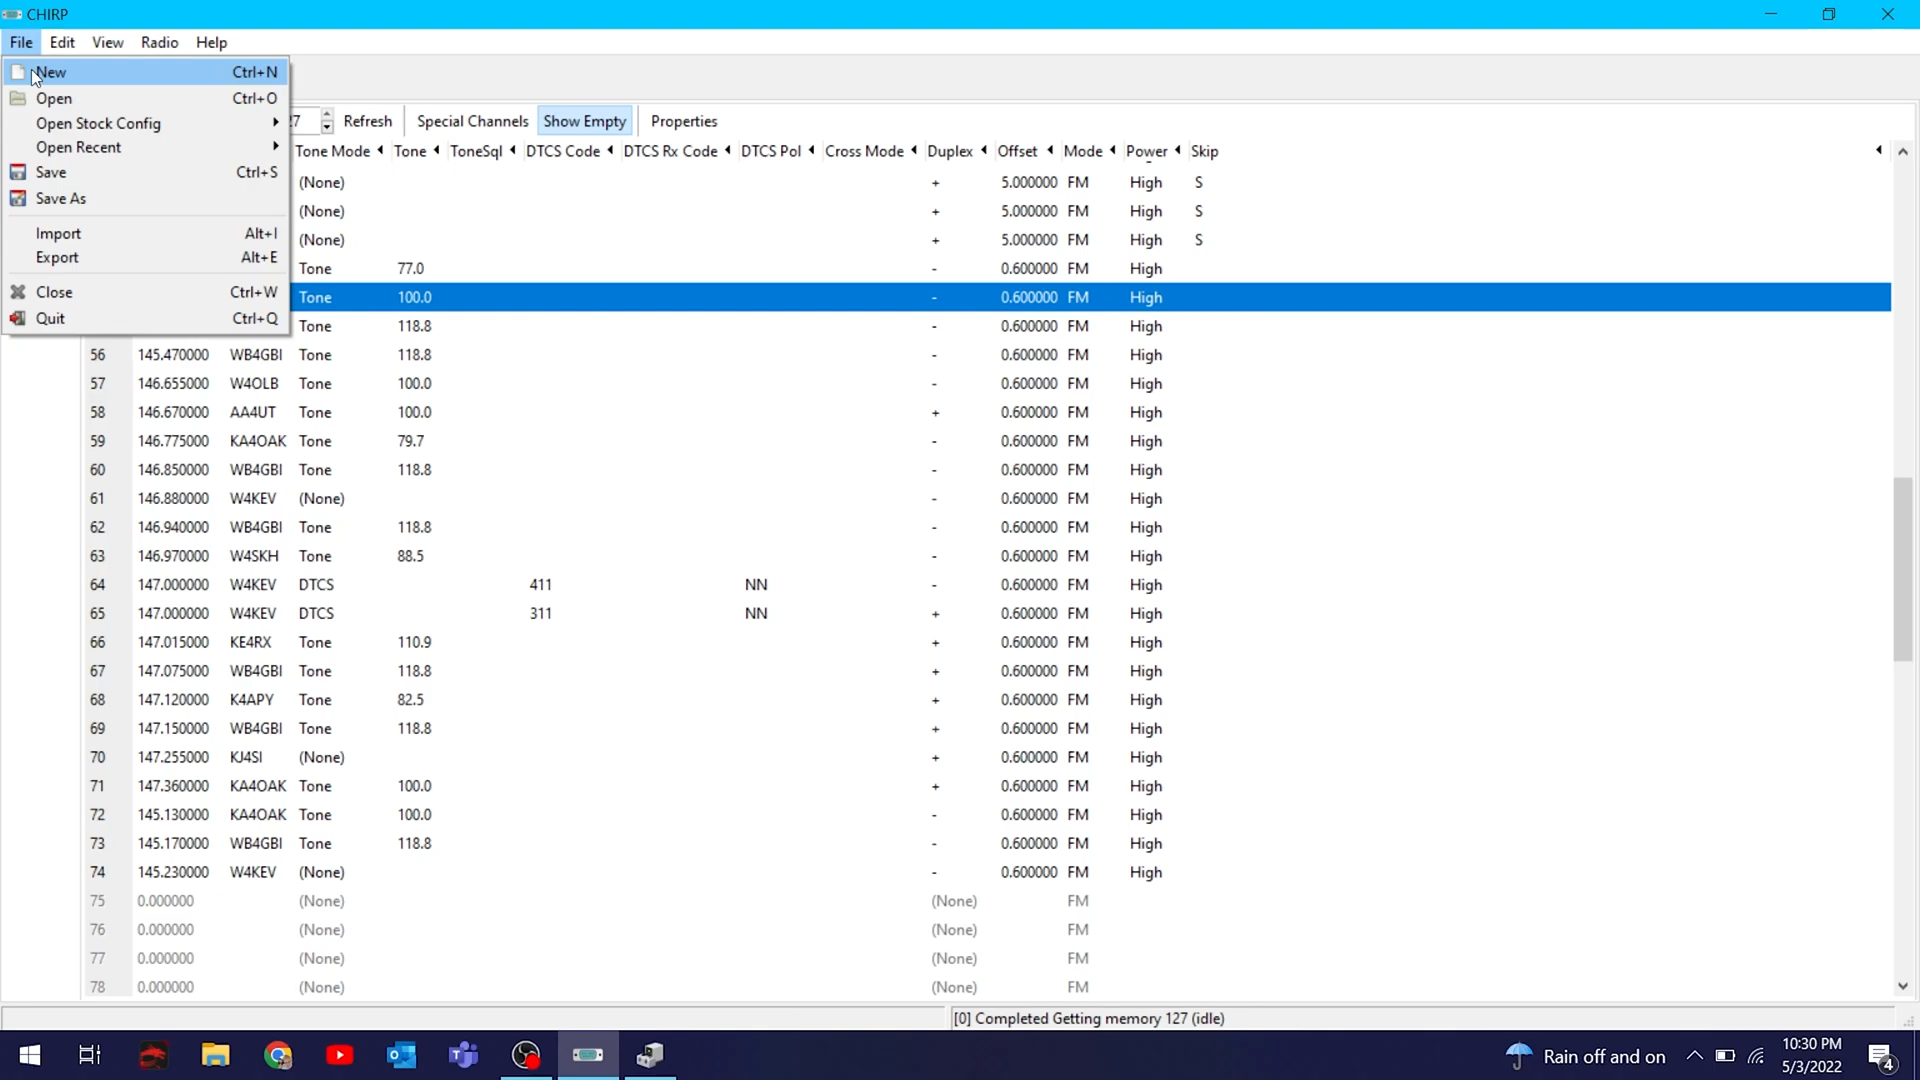 CHIRP
File Edit View Radio Help
New Ctrl+N
Open Ctrl+O
Open Stock Config
Open Recent
Save Ctrl+S
Save As
Import Alt+I
Export Alt+E
Close Ctrl+W
Quit Ctrl+Q
27 Refresh Special Channels Show Empty Properties
Tone Mode Tone ToneSql DTCS Code DTCS Rx Code DTCS Pol Cross Mode Duplex Offset Mode Power Skip
(None) + 5.000000 FM High S
(None) + 5.000000 FM High S
(None) + 5.000000 FM High S
Tone 77.0 - 0.600000 FM High
Tone 100.0 - 0.600000 FM High
Tone 118.8 - 0.600000 FM High
56 145.470000 WB4GBI Tone 118.8 - 0.600000 FM High
57 146.655000 W4OLB Tone 100.0 - 0.600000 FM High
58 146.670000 AA4UT Tone 100.0 + 0.600000 FM High
59 146.775000 KA4OAK Tone 79.7 - 0.600000 FM High
60 146.850000 WB4GBI Tone 118.8 - 0.600000 FM High
61 146.880000 W4KEV (None) - 0.600000 FM High
62 146.940000 WB4GBI Tone 118.8 - 0.600000 FM High
63 146.970000 W4SKH Tone 88.5 - 0.600000 FM High
64 147.000000 W4KEV DTCS 411 NN - 0.600000 FM High
65 147.000000 W4KEV DTCS 311 NN + 0.600000 FM High
66 147.015000 KE4RX Tone 110.9 + 0.600000 FM High
67 147.075000 WB4GBI Tone 118.8 + 0.600000 FM High
68 147.120000 K4APY Tone 82.5 + 0.600000 FM High
69 147.150000 WB4GBI Tone 118.8 + 0.600000 FM High
70 147.255000 KJ4SI (None) + 0.600000 FM High
71 147.360000 KA4OAK Tone 100.0 + 0.600000 FM High
72 145.130000 KA4OAK Tone 100.0 - 0.600000 FM High
73 145.170000 WB4GBI Tone 118.8 - 0.600000 FM High
74 145.230000 W4KEV (None) - 0.600000 FM High
75 0.000000 (None) (None) FM
76 0.000000 (None) (None) FM
77 0.000000 (None) (None) FM
78 0.000000 (None) (None) FM
[0] Completed Getting memory 127 (idle)
Rain off and on 10:30 PM
5/3/2022 4